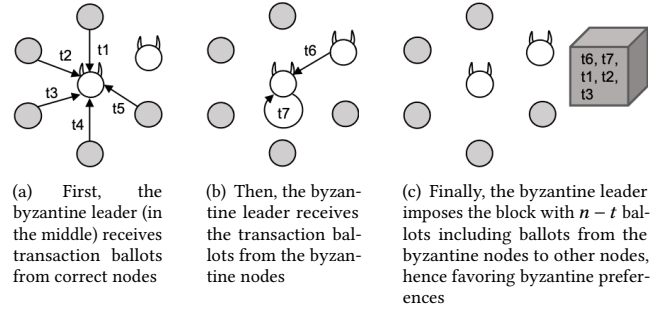 t1
t2
t3
t4
t5
(a) First, the
byzantine leader (in
the middle) receives
transaction ballots
from correct nodes
t6
t7
(b) Then, the byzan-
tine leader receives
the transaction bal-
lots from the byzan-
tine nodes
t6, t7,
t1, t2,
t3
(c) Finally, the byzantine leader
imposes the block with n − t bal-
lots including ballots from the
byzantine nodes to other nodes,
hence favoring byzantine prefer-
ences